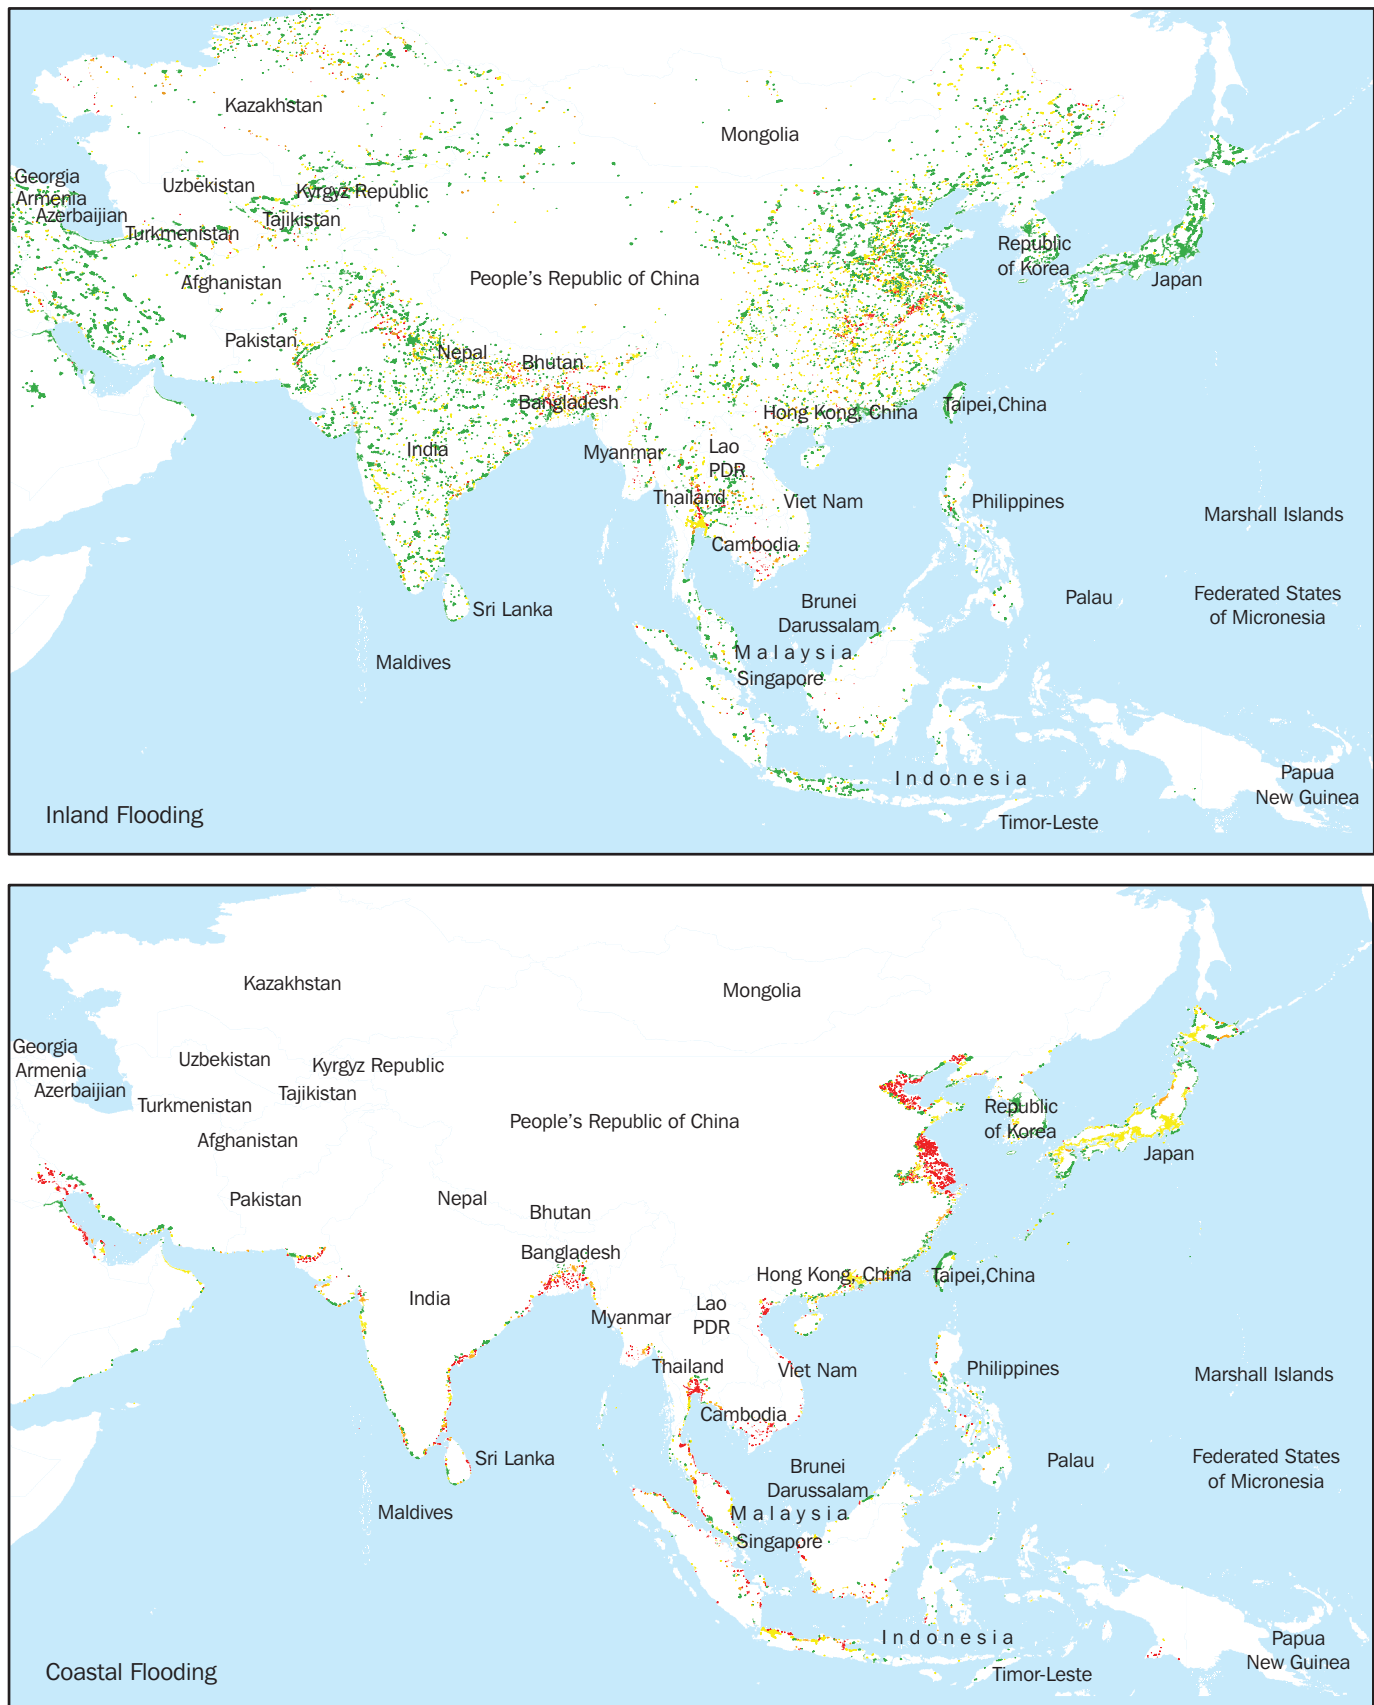 Kazakhstan
Mongolia
Georgia
Armenia
Azerbaijian
Uzbekistan
Kyrgyz Republic
Tajikistan
Turkmenistan
Afghanistan
People's Republic of China
Republic
of Korea
Japan
Pakistan
Nepal
Bhutan
Bangladesh
Hong Kong, China
Taipei,China
India
Myanmar
Lao
PDR
Thailand
Viet Nam
Philippines
Marshall Islands
Cambodia
Sri Lanka
Brunei
Darussalam
Palau
Federated States
of Micronesia
Maldives
Malaysia
Singapore
Indonesia
Papua
New Guinea
Timor-Leste
Inland Flooding
Kazakhstan
Mongolia
Georgia
Armenia
Azerbaijian
Uzbekistan
Kyrgyz Republic
Tajikistan
Turkmenistan
Afghanistan
People's Republic of China
Republic
of Korea
Japan
Pakistan
Nepal
Bhutan
Bangladesh
Hong Kong, China
Taipei,China
India
Myanmar
Lao
PDR
Thailand
Viet Nam
Philippines
Marshall Islands
Cambodia
Sri Lanka
Brunei
Darussalam
Palau
Federated States
of Micronesia
Maldives
Malaysia
Singapore
Indonesia
Papua
New Guinea
Timor-Leste
Coastal Flooding